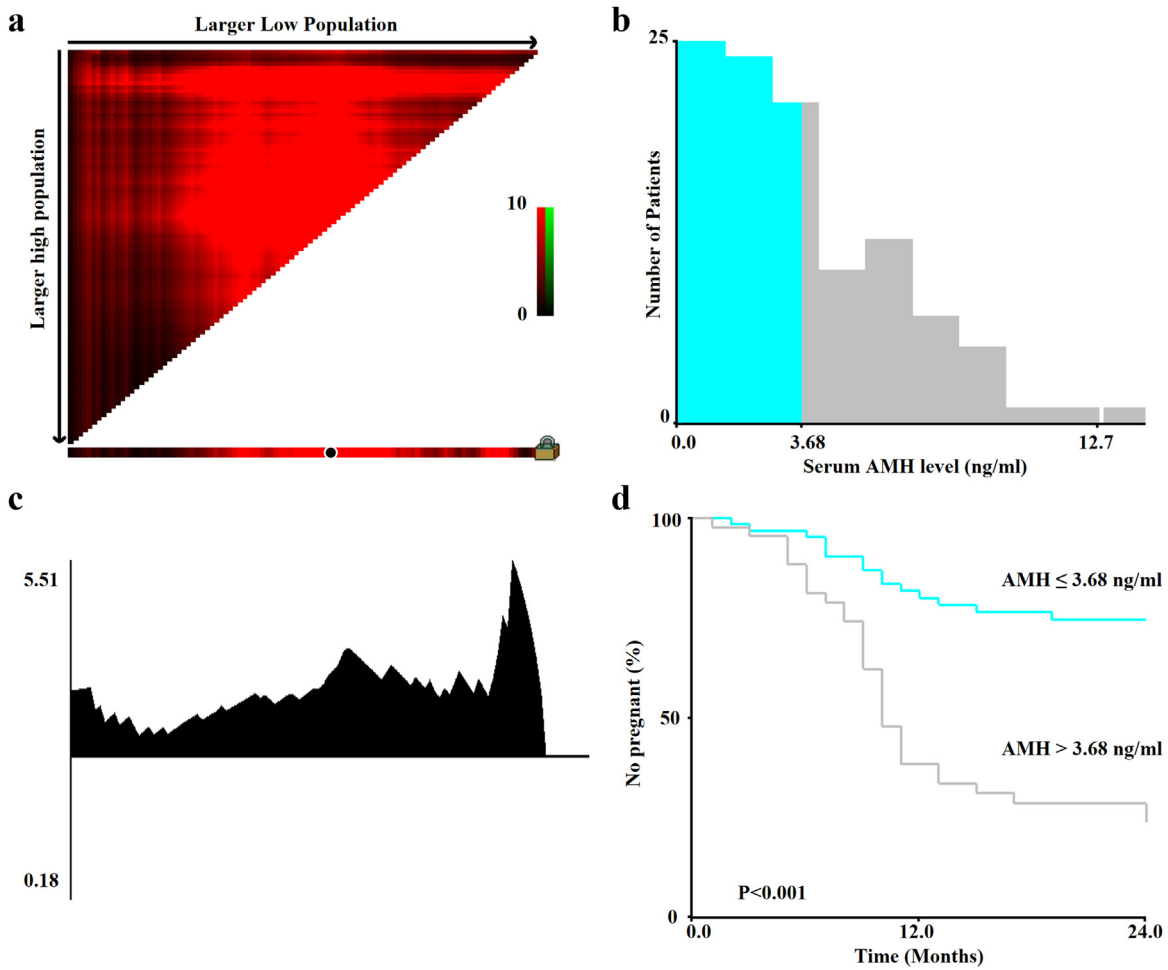 a
Larger Low Population
Larger high population
10
0
b
25
0
Number of Patients
0.0
3.68
12.7
Serum AMH level (ng/ml)
c
5.51
0.18
d
100
50
0
No pregnant (%)
AMH ≤ 3.68 ng/ml
AMH > 3.68 ng/ml
P<0.001
0.0
12.0
24.0
Time (Months)